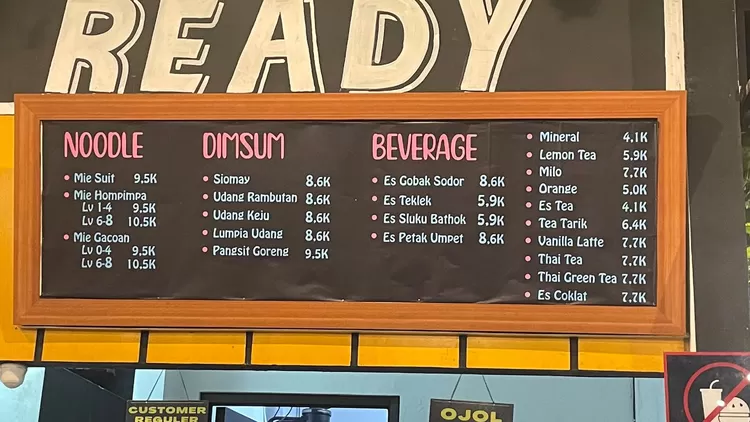 READY
NOODLE
• Mie Suit 9.5K
• Mie Hompimpa
Lv 1-4 9.5K
Lv 6-8 10.5K
• Mie Gacoan
Lv 0-4 9.5K
Lv 6-8 10.5K
DIMSUM
• Siomay 8.6K
• Udang Rambutan 8.6K
• Udang Keju 8.6K
• Lumpia Udang 8.6K
• Pangsit Goreng 9.5K
BEVERAGE
• Es Gobak Sodor 8.6K
• Es Teklek 5.9K
• Es Sluku Bathok 5.9K
• Es Petak Umpet 8.6K
• Mineral 4.1K
• Lemon Tea 5.9K
• Milo 7.7K
• Orange 5.0K
• Es Tea 4.1K
• Tea Tarik 6.4K
• Vanilla Latte 7.7K
• Thai Tea 7.7K
• Thai Green Tea 7.7K
• Es Coklat 7.7K
CUSTOMER
REGULER
OJOL